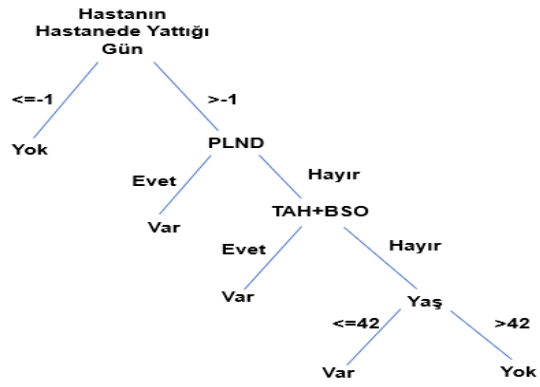 Hastanın
Hastanede Yattığı
Gün
<=-1
>-1
Yok
PLND
Evet
Hayır
Var
TAH+BSO
Evet
Hayır
Var
Yaş
<=42
>42
Var
Yok